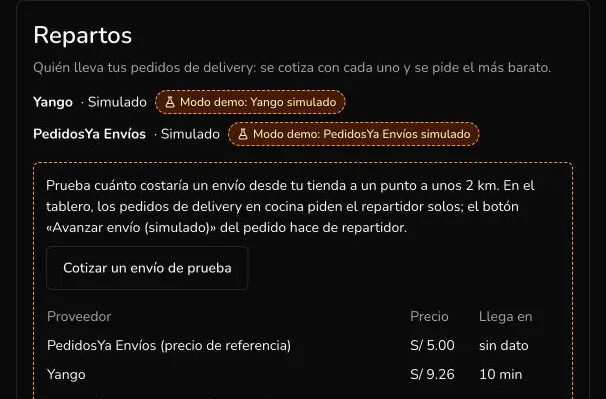 Repartos
Quién lleva tus pedidos de delivery: se cotiza con cada uno y se pide el más barato.
Yango · Simulado Modo demo: Yango simulado
PedidosYa Envíos · Simulado Modo demo: PedidosYa Envíos simulado
Prueba cuánto costaría un envío desde tu tienda a un punto a unos 2 km. En el
tablero, los pedidos de delivery en cocina piden el repartidor solos; el botón
«Avanzar envío (simulado)» del pedido hace de repartidor.
Cotizar un envío de prueba
Proveedor Precio Llega en
PedidosYa Envíos (precio de referencia) S/ 5.00 sin dato
Yango S/ 9.26 10 min